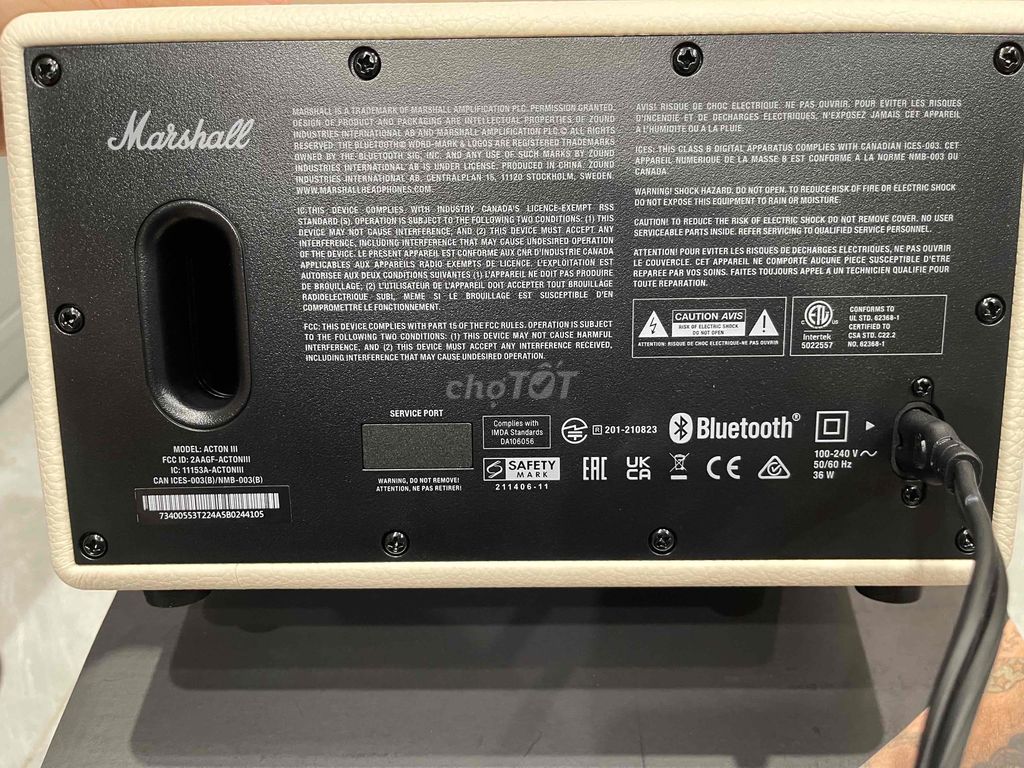 Marshall
MARSHALL IS A TRADEMARK OF MARSHALL AMPLIFICATION PLC. PERMISSION GRANTED.
DESIGN OF PRODUCT AND PACKAGING ARE INTELLECTUAL PROPERTIES OF ZOUND
INDUSTRIES INTERNATIONAL AB AND MARSHALL AMPLIFICATION PLC.© ALL RIGHTS
RESERVED. THE BLUETOOTH® WORD-MARK & LOGOS ARE REGISTERED TRADEMARKS
OWNED BY THE BLUETOOTH SIG, INC. AND ANY USE OF SUCH MARKS BY ZOUND
INDUSTRIES INTERNATIONAL AB IS UNDER LICENSE. PRODUCED IN CHINA. ZOUND
INDUSTRIES INTERNATIONAL AB, CENTRALPLAN 15, 11120 STOCKHOLM, SWEDEN.
WWW.MARSHALLHEADPHONES.COM
IC:THIS DEVICE COMPLIES WITH INDUSTRY CANADA'S LICENCE-EXEMPT RSS
STANDARD (S). OPERATION IS SUBJECT TO THE FOLLOWING TWO CONDITIONS: (1) THIS
DEVICE MAY NOT CAUSE INTERFERENCE; AND (2) THIS DEVICE MUST ACCEPT ANY
INTERFERENCE, INCLUDING INTERFERENCE THAT MAY CAUSE UNDESIRED OPERATION
OF THE DEVICE. LE PRESENT APPAREIL EST CONFORME AUX CNR D'INDUSTRIE CANADA
APPLICABLES AUX APPAREILS RADIO EXEMPTS DE LICENCE. L'EXPLOITATION EST
AUTORISEE AUX DEUX CONDITIONS SUIVANTES (1) L'APPAREIL NE DOIT PAS PRODUIRE
DE BROUILLAGE; (2) L'UTILISATEUR DE L'APPAREIL DOIT ACCEPTER TOUT BROUILLAGE
RADIOELECTRIQUE SUBI, MEME SI LE BROUILLAGE EST SUSCEPTIBLE D'EN
COMPROMETTRE LE FONCTIONNEMENT.
FCC: THIS DEVICE COMPLIES WITH PART 15 OF THE FCC RULES. OPERATION IS SUBJECT
TO THE FOLLOWING TWO CONDITIONS: (1) THIS DEVICE MAY NOT CAUSE HARMFUL
INTERFERENCE, AND (2) THIS DEVICE MUST ACCEPT ANY INTERFERENCE RECEIVED,
INCLUDING INTERFERENCE THAT MAY CAUSE UNDESIRED OPERATION.
AVIS! RISQUE DE CHOC ELECTRIQUE. NE PAS OUVRIR. POUR EVITER LES RISQUES
D'INCENDIE ET DE DECHARGES ELECTRIQUES, N'EXPOSEZ JAMAIS CET APPAREIL
A L'HUMIDITE OU A LA PLUIE.
ICES: THIS CLASS B DIGITAL APPARATUS COMPLIES WITH CANADIAN ICES-003. CET
APPAREIL NUMERIQUE DE LA MASSE B EST CONFORME A LA NORME NMB-003 DU
CANADA.
WARNING! SHOCK HAZARD. DO NOT OPEN. TO REDUCE RISK OF FIRE OR ELECTRIC SHOCK
DO NOT EXPOSE THIS EQUIPMENT TO RAIN OR MOISTURE.
CAUTION! TO REDUCE THE RISK OF ELECTRIC SHOCK DO NOT REMOVE COVER. NO USER
SERVICEABLE PARTS INSIDE. REFER SERVICING TO QUALIFIED SERVICE PERSONNEL.
ATTENTION! POUR EVITER LES RISQUES DE DECHARGES ELECTRIQUES, NE PAS OUVRIR
LE COUVERCLE. CET APPAREIL NE COMPORTE AUCUNE PIECE SUSCEPTIBLE D'ETRE
REPAREE PAR VOS SOINS. FAITES TOUJOURS APPEL A UN TECHNICIEN QUALIFIE POUR
TOUTE REPARATION.
CAUTION AVIS
RISK OF ELECTRIC SHOCK
DO NOT OPEN
ATTENTION: RISQUE DE CHOC ELECTRIQUE-NE PAS OUVRIR
C ETL US
Intertek
5022557
CONFORMS TO
UL STD. 62368-1
CERTIFIED TO
CSA STD. C22.2
NO. 62368-1
chợTỐT
SERVICE PORT
WARNING, DO NOT REMOVE!
ATTENTION, NE PAS RETIRER!
Complies with
IMDA Standards
DA106056
R 201-210823
Bluetooth®
S SAFETY
MARK
211406-11
EAC
UK CA
CE
100-240 V~
50/60 Hz
36 W
MODEL: ACTON III
FCC ID: 2AAGF-ACTONIII
IC: 11153A-ACTONIII
CAN ICES-003(B)/NMB-003(B)
73400553T224A5B0244105